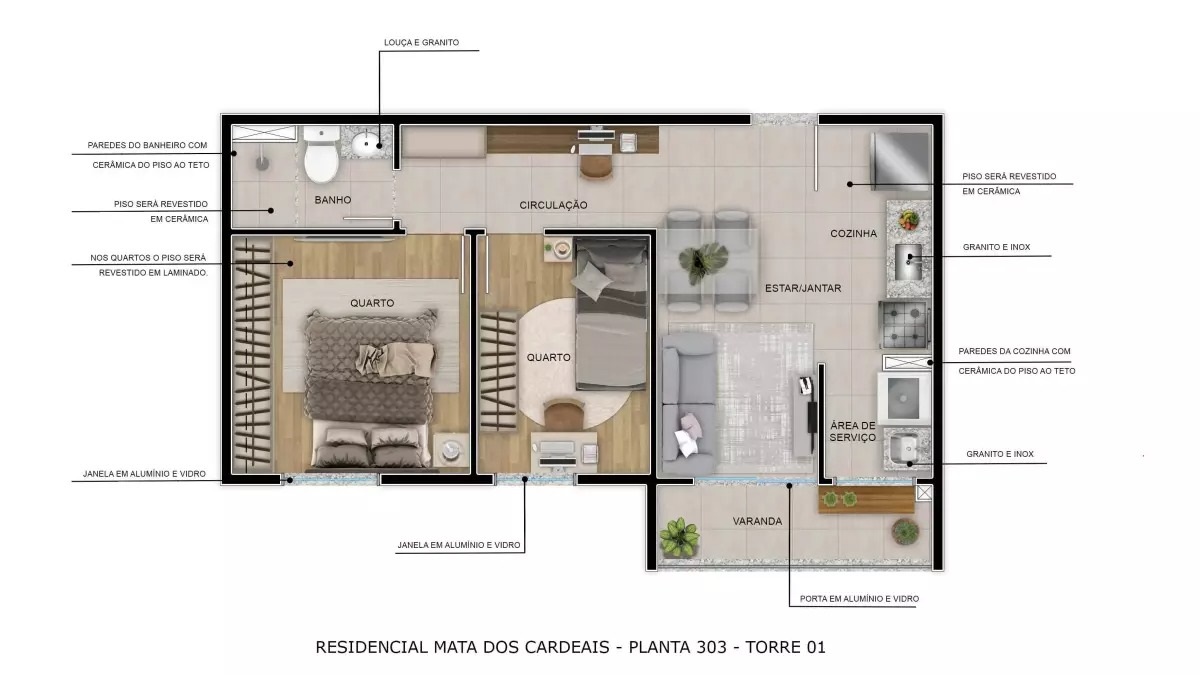 LOUÇA E GRANITO
PAREDES DO BANHEIRO COM
CERÂMICA DO PISO AO TETO
PISO SERÁ REVESTIDO
EM CERÂMICA
NOS QUARTOS O PISO SERÁ
REVESTIDO EM LAMINADO.
JANELA EM ALUMÍNIO E VIDRO
BANHO
CIRCULAÇÃO
COZINHA
ESTAR/JANTAR
QUARTO
QUARTO
ÁREA DE
SERVIÇO
VARANDA
PISO SERÁ REVESTIDO
EM CERÂMICA
GRANITO E INOX
PAREDES DA COZINHA COM
CERÂMICA DO PISO AO TETO
GRANITO E INOX
JANELA EM ALUMÍNIO E VIDRO
PORTA EM ALUMÍNIO E VIDRO
RESIDENCIAL MATA DOS CARDEAIS - PLANTA 303 - TORRE 01